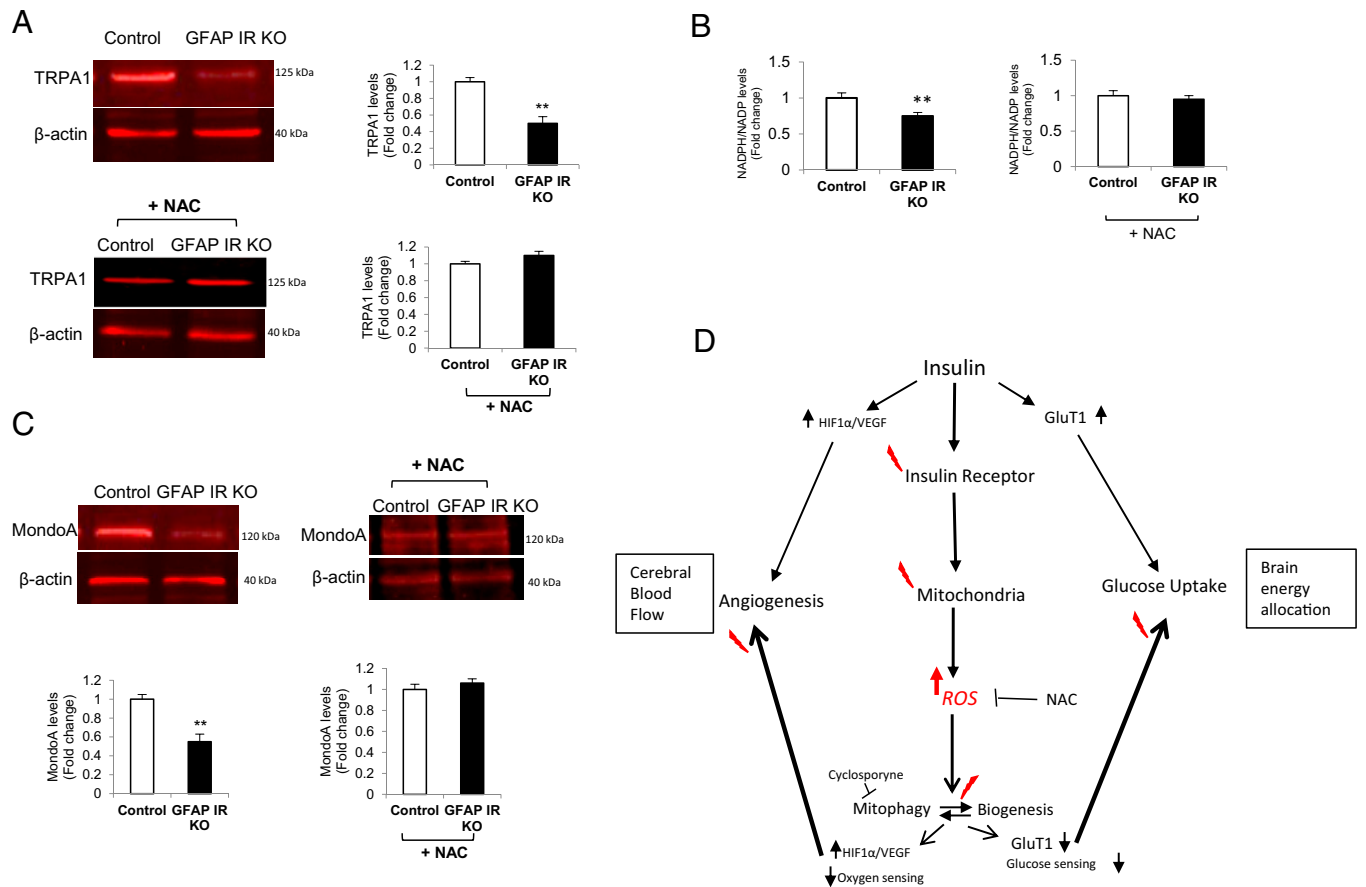 A
Control GFAP IR KO
TRPA1
125 kDa
β-actin
40 kDa
TRPA1 levels
(Fold change)
1.2
1
0.8
0.6
0.4
0.2
0
**
Control
GFAP IR
KO
+ NAC
Control GFAP IR KO
TRPA1
125 kDa
β-actin
40 kDa
TRPA1 levels
(Fold change)
1.2
1
0.8
0.6
0.4
0.2
0
Control
GFAP IR
KO
+ NAC
B
NADPH/NADP levels
(Fold change)
1.5
1
0.5
0
**
Control
GFAP IR
KO
NADPH/NADP levels
(Fold change)
1.5
1
0.5
0
Control
GFAP IR
KO
+ NAC
C
Control GFAP IR KO
MondoA
120 kDa
β-actin
40 kDa
+ NAC
Control GFAP IR KO
MondoA
120 kDa
β-actin
40 kDa
MondoA levels
(Fold change)
1.2
1
0.8
0.6
0.4
0.2
0
**
Control
GFAP IR
KO
MondoA levels
(Fold change)
1.2
1
0.8
0.6
0.4
0.2
0
Control
GFAP IR
KO
+ NAC
D
Insulin
HIF1α/VEGF
GluT1
Insulin Receptor
Cerebral
Blood
Flow
Angiogenesis
Mitochondria
Glucose Uptake
Brain
energy
allocation
ROS
NAC
Cyclosporyne
Mitophagy
Biogenesis
HIF1α/VEGF
Oxygen sensing
GluT1
Glucose sensing